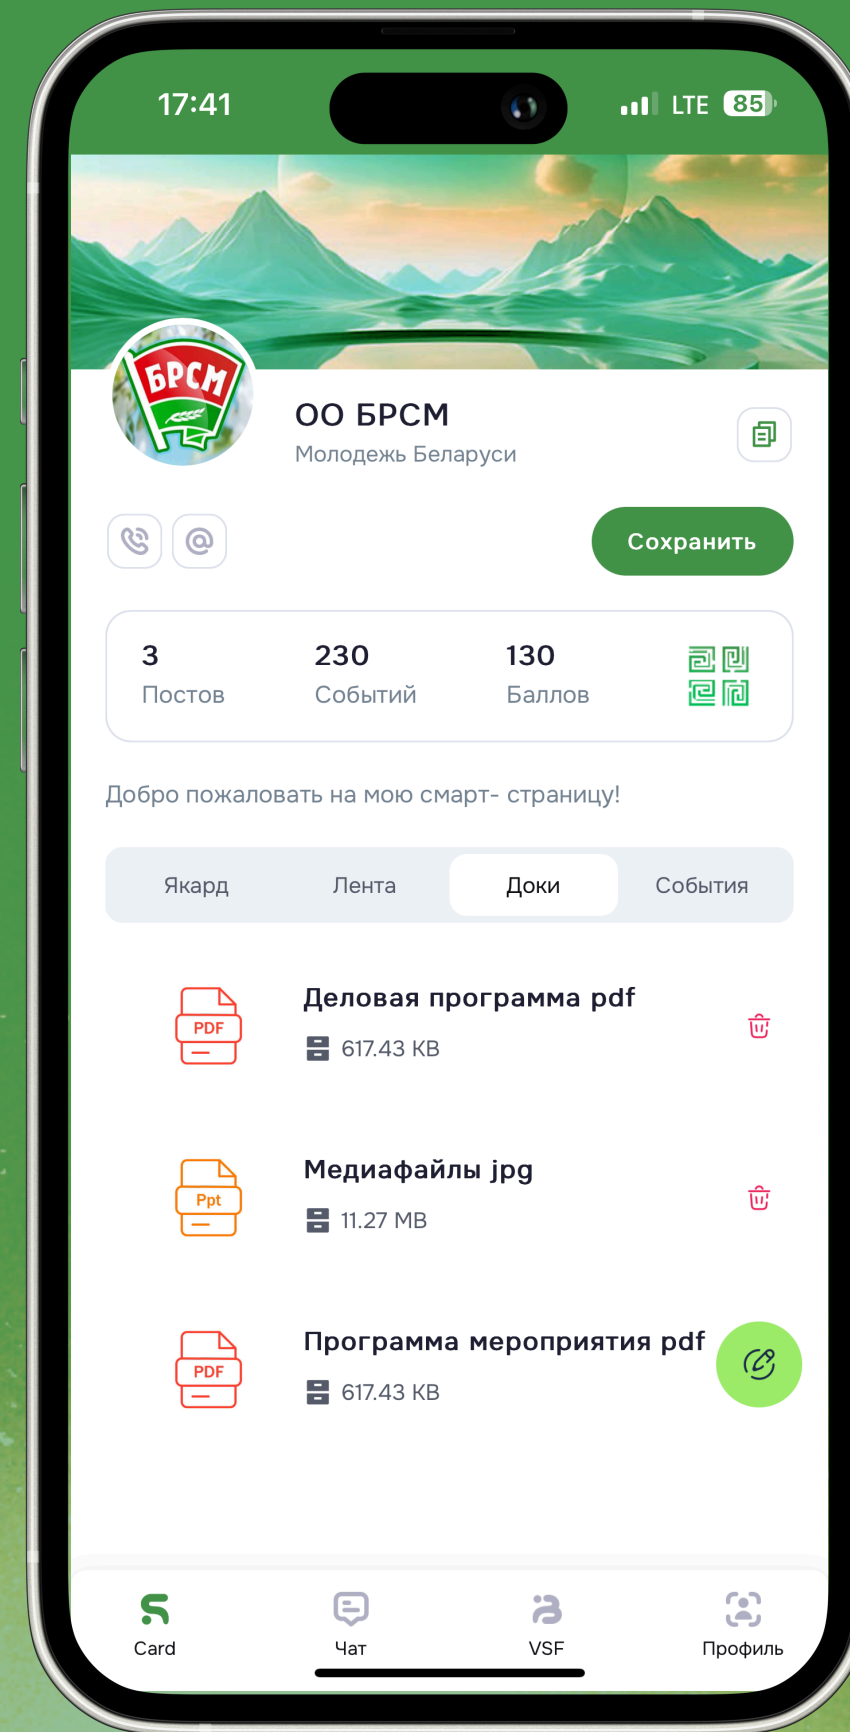 17:41
LTE 85
БРСМ
ОО БРСМ
Молодежь Беларуси
Сохранить
3 230 130
Постов Событий Баллов
Добро пожаловать на мою смарт- страницу!
Якард Лента Доки События
Деловая программа pdf
PDF
617.43 KB
Медиафайлы jpg
Ppt
11.27 MB
Программа мероприятия pdf
PDF
617.43 KB
Card Чат VSF Профиль